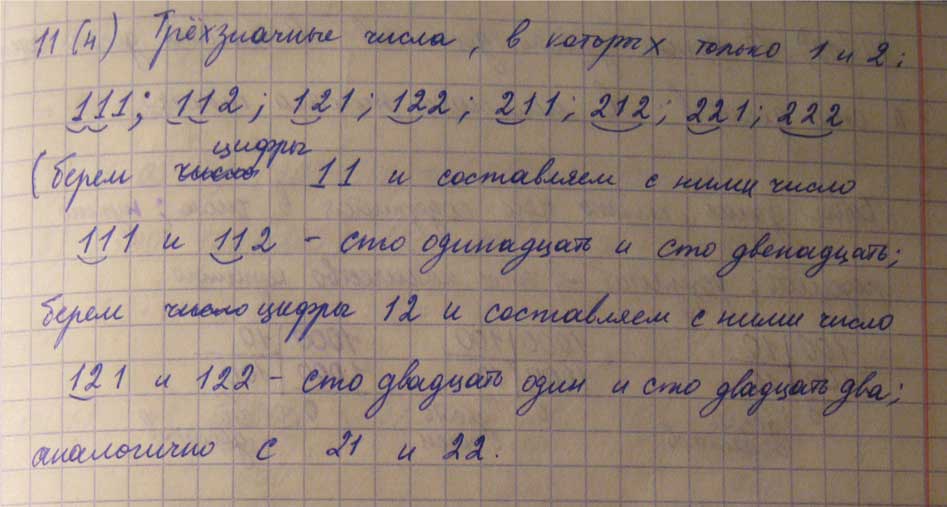 11(4) Трёхзначные числа, в которых только 1 и 2:
111; 112; 121; 122; 211; 212; 221; 222
(берем число цифры 11 и составляем с ними число
111 и 112 - сто одинадцать и сто двенадцать;
берем число цифры 12 и составляем с ними число
121 и 122 - сто двадцать один и сто двадцать два;
аналогично с 21 и 22.